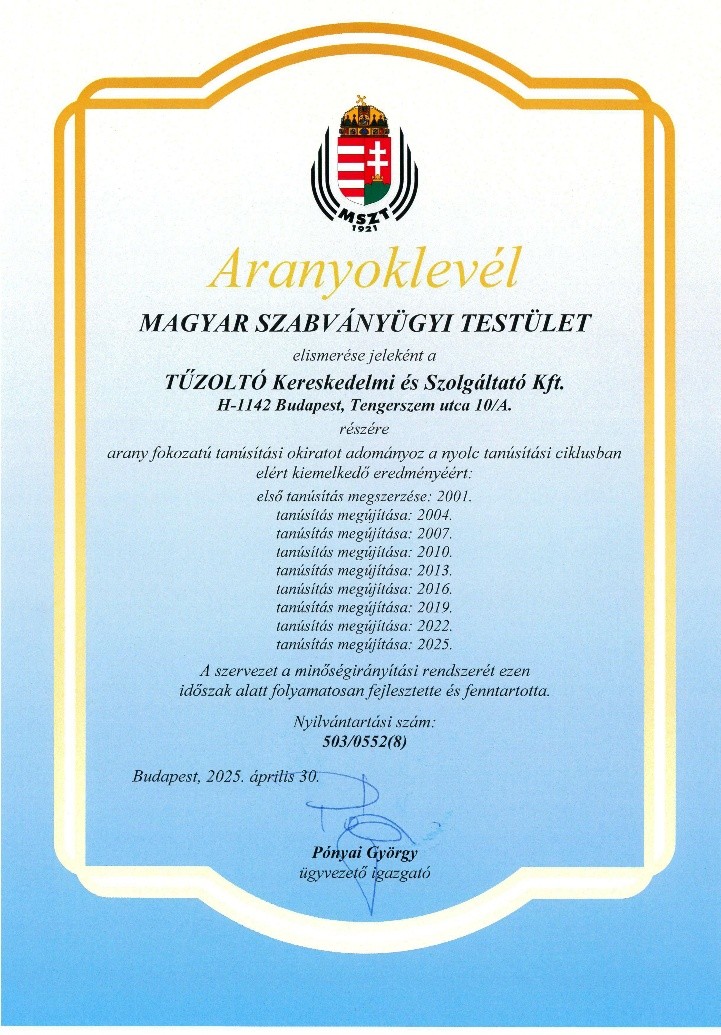 MSZT
1921
Aranyoklevél
MAGYAR SZABVÁNYÜGYI TESTÜLET
elismerése jeleként a
TŰZOLTÓ Kereskedelmi és Szolgáltató Kft.
H-1142 Budapest, Tengerszem utca 10/A.
részére
arany fokozatú tanúsítási okiratot adományoz a nyolc tanúsítási ciklusban
elért kiemelkedő eredményéért:
első tanúsítás megszerzése: 2001.
tanúsítás megújítása: 2004.
tanúsítás megújítása: 2007.
tanúsítás megújítása: 2010.
tanúsítás megújítása: 2013.
tanúsítás megújítása: 2016.
tanúsítás megújítása: 2019.
tanúsítás megújítása: 2022.
tanúsítás megújítása: 2025.
A szervezet a minőségirányítási rendszerét ezen
időszak alatt folyamatosan fejlesztette és fenntartotta.
Nyilvántartási szám:
503/0552(8)
Budapest, 2025. április 30.
Pónyai György
ügyvezető igazgató